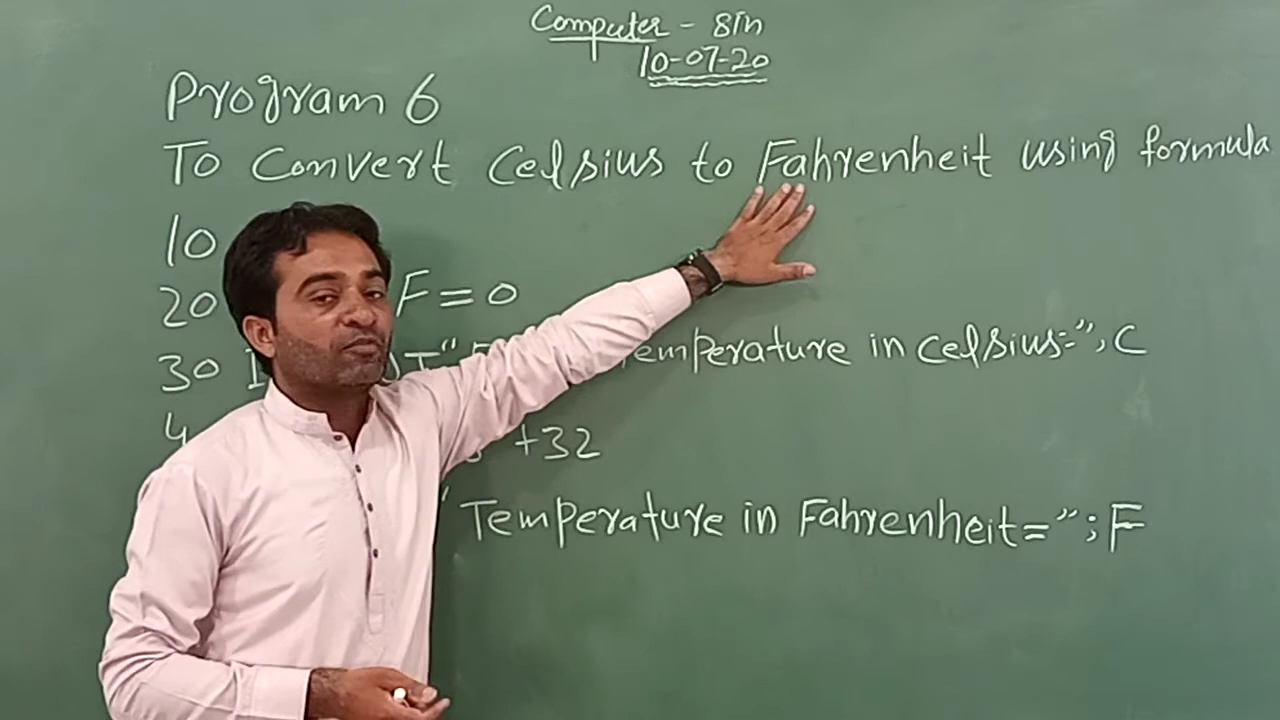 Computer - 8Th
10-07-20
Program 6
To Convert Celsius to Fahrenheit using formula
10
20 F=0
30 Temperature in celsius=", C
4 +32
"Temperature in Fahrenheit=" ; F